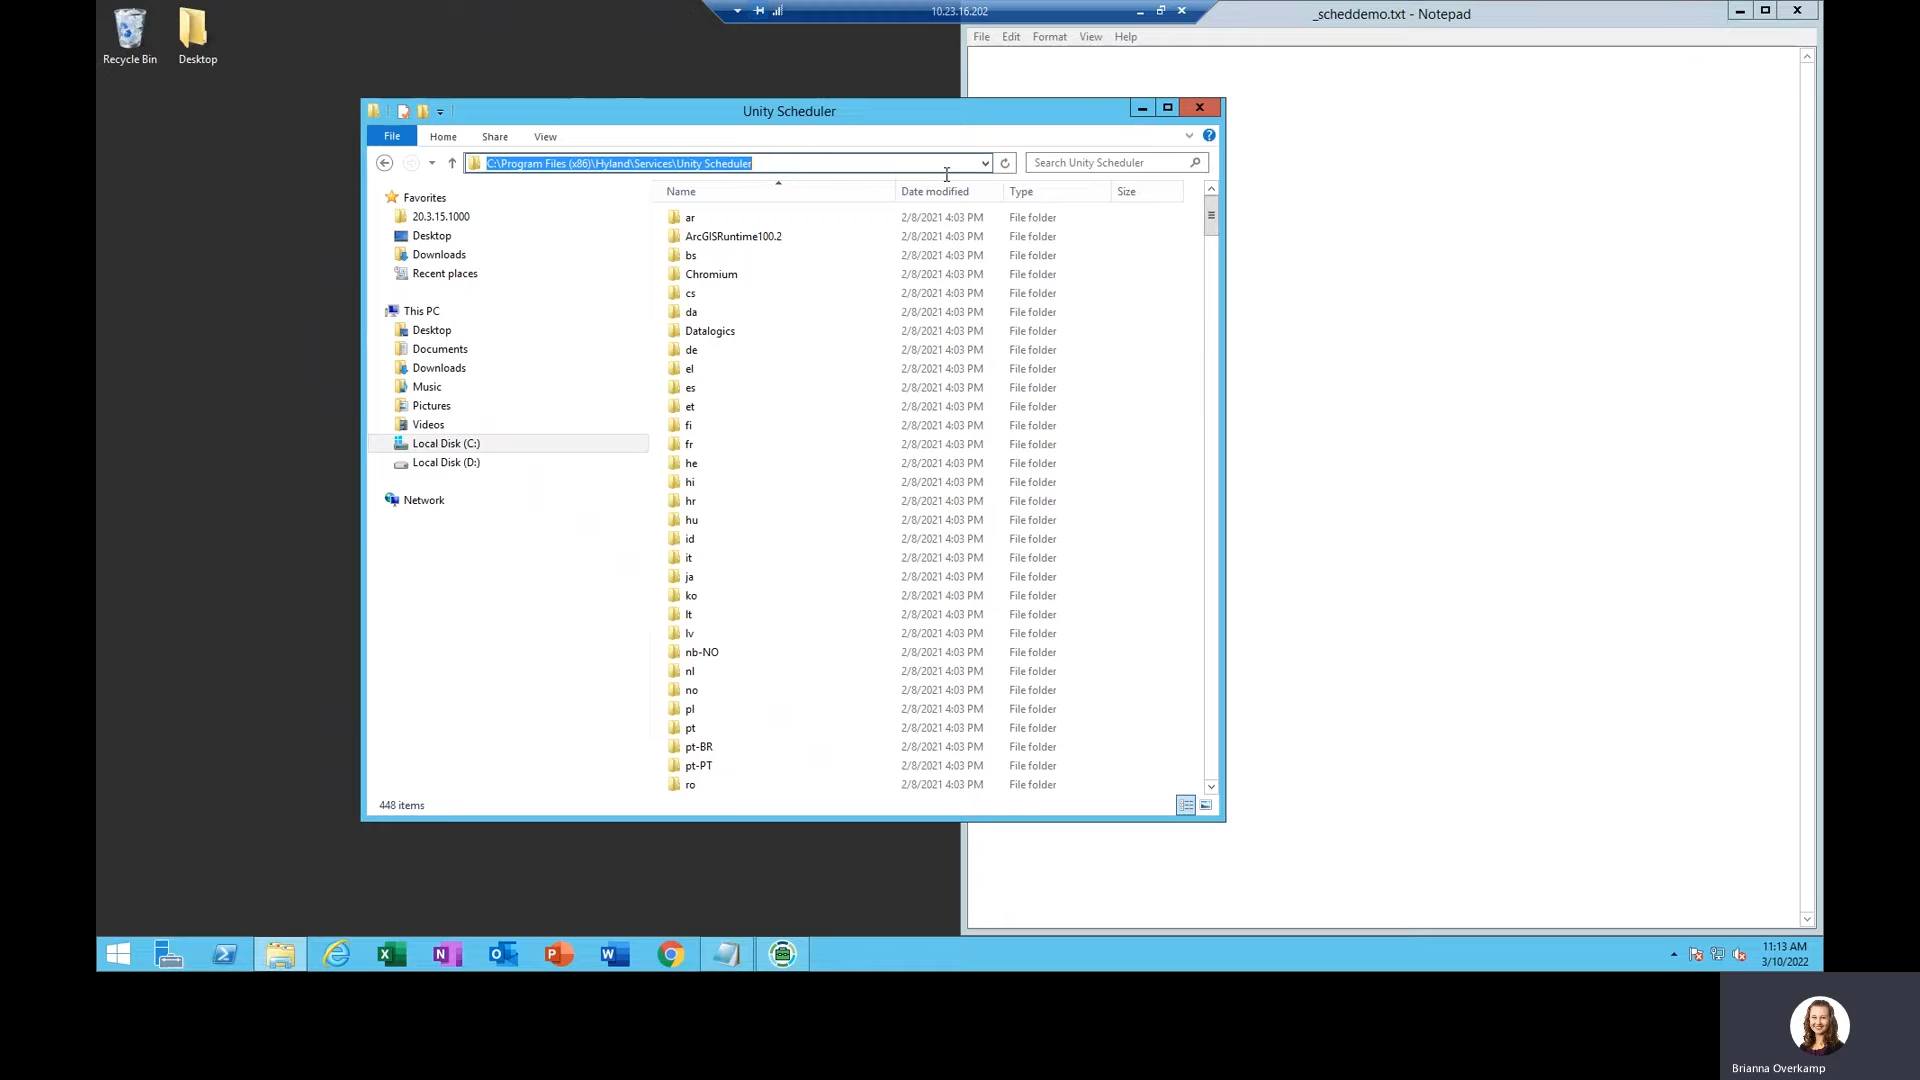 10.23.16.202
_scheddemo.txt - Notepad
File Edit Format View Help
Recycle Bin
Desktop
Unity Scheduler
File Home Share View
C:\Program Files (x86)\Hyland\Services\Unity Scheduler
Search Unity Scheduler
Favorites
20.3.15.1000
Desktop
Downloads
Recent places
This PC
Desktop
Documents
Downloads
Music
Pictures
Videos
Local Disk (C:)
Local Disk (D:)
Network
Name Date modified Type Size
ar 2/8/2021 4:03 PM File folder
ArcGISRuntime100.2 2/8/2021 4:03 PM File folder
bs 2/8/2021 4:03 PM File folder
Chromium 2/8/2021 4:03 PM File folder
cs 2/8/2021 4:03 PM File folder
da 2/8/2021 4:03 PM File folder
Datalogics 2/8/2021 4:03 PM File folder
de 2/8/2021 4:03 PM File folder
el 2/8/2021 4:03 PM File folder
es 2/8/2021 4:03 PM File folder
et 2/8/2021 4:03 PM File folder
fi 2/8/2021 4:03 PM File folder
fr 2/8/2021 4:03 PM File folder
he 2/8/2021 4:03 PM File folder
hi 2/8/2021 4:03 PM File folder
hr 2/8/2021 4:03 PM File folder
hu 2/8/2021 4:03 PM File folder
id 2/8/2021 4:03 PM File folder
it 2/8/2021 4:03 PM File folder
ja 2/8/2021 4:03 PM File folder
ko 2/8/2021 4:03 PM File folder
lt 2/8/2021 4:03 PM File folder
lv 2/8/2021 4:03 PM File folder
nb-NO 2/8/2021 4:03 PM File folder
nl 2/8/2021 4:03 PM File folder
no 2/8/2021 4:03 PM File folder
pl 2/8/2021 4:03 PM File folder
pt 2/8/2021 4:03 PM File folder
pt-BR 2/8/2021 4:03 PM File folder
pt-PT 2/8/2021 4:03 PM File folder
ro 2/8/2021 4:03 PM File folder
448 items
11:13 AM
3/10/2022
Brianna Overkamp